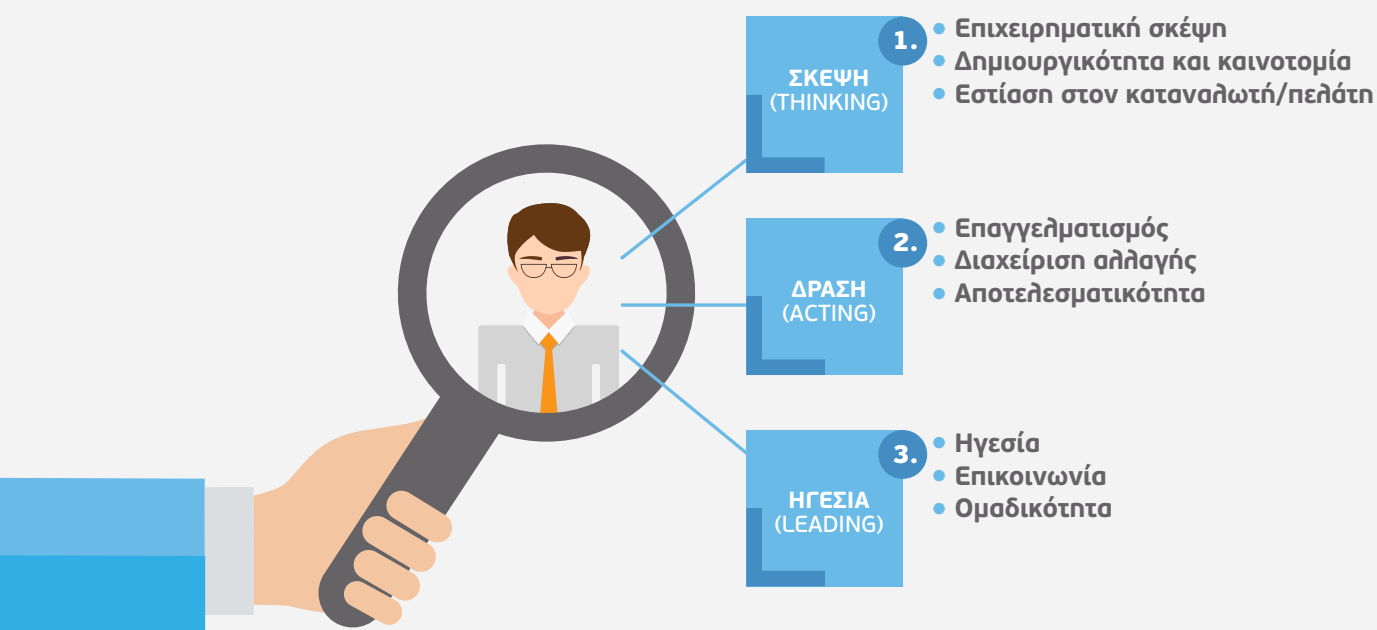 1.
ΣΚΕΨΗ
(THINKING)
• Επιχειρηματική σκέψη
• Δημιουργικότητα και καινοτομία
• Εστίαση στον καταναλωτή/πελάτη
2.
ΔΡΑΣΗ
(ACTING)
• Επαγγελματισμός
• Διαχείριση αλλαγής
• Αποτελεσματικότητα
3.
ΗΓΕΣΙΑ
(LEADING)
• Ηγεσία
• Επικοινωνία
• Ομαδικότητα